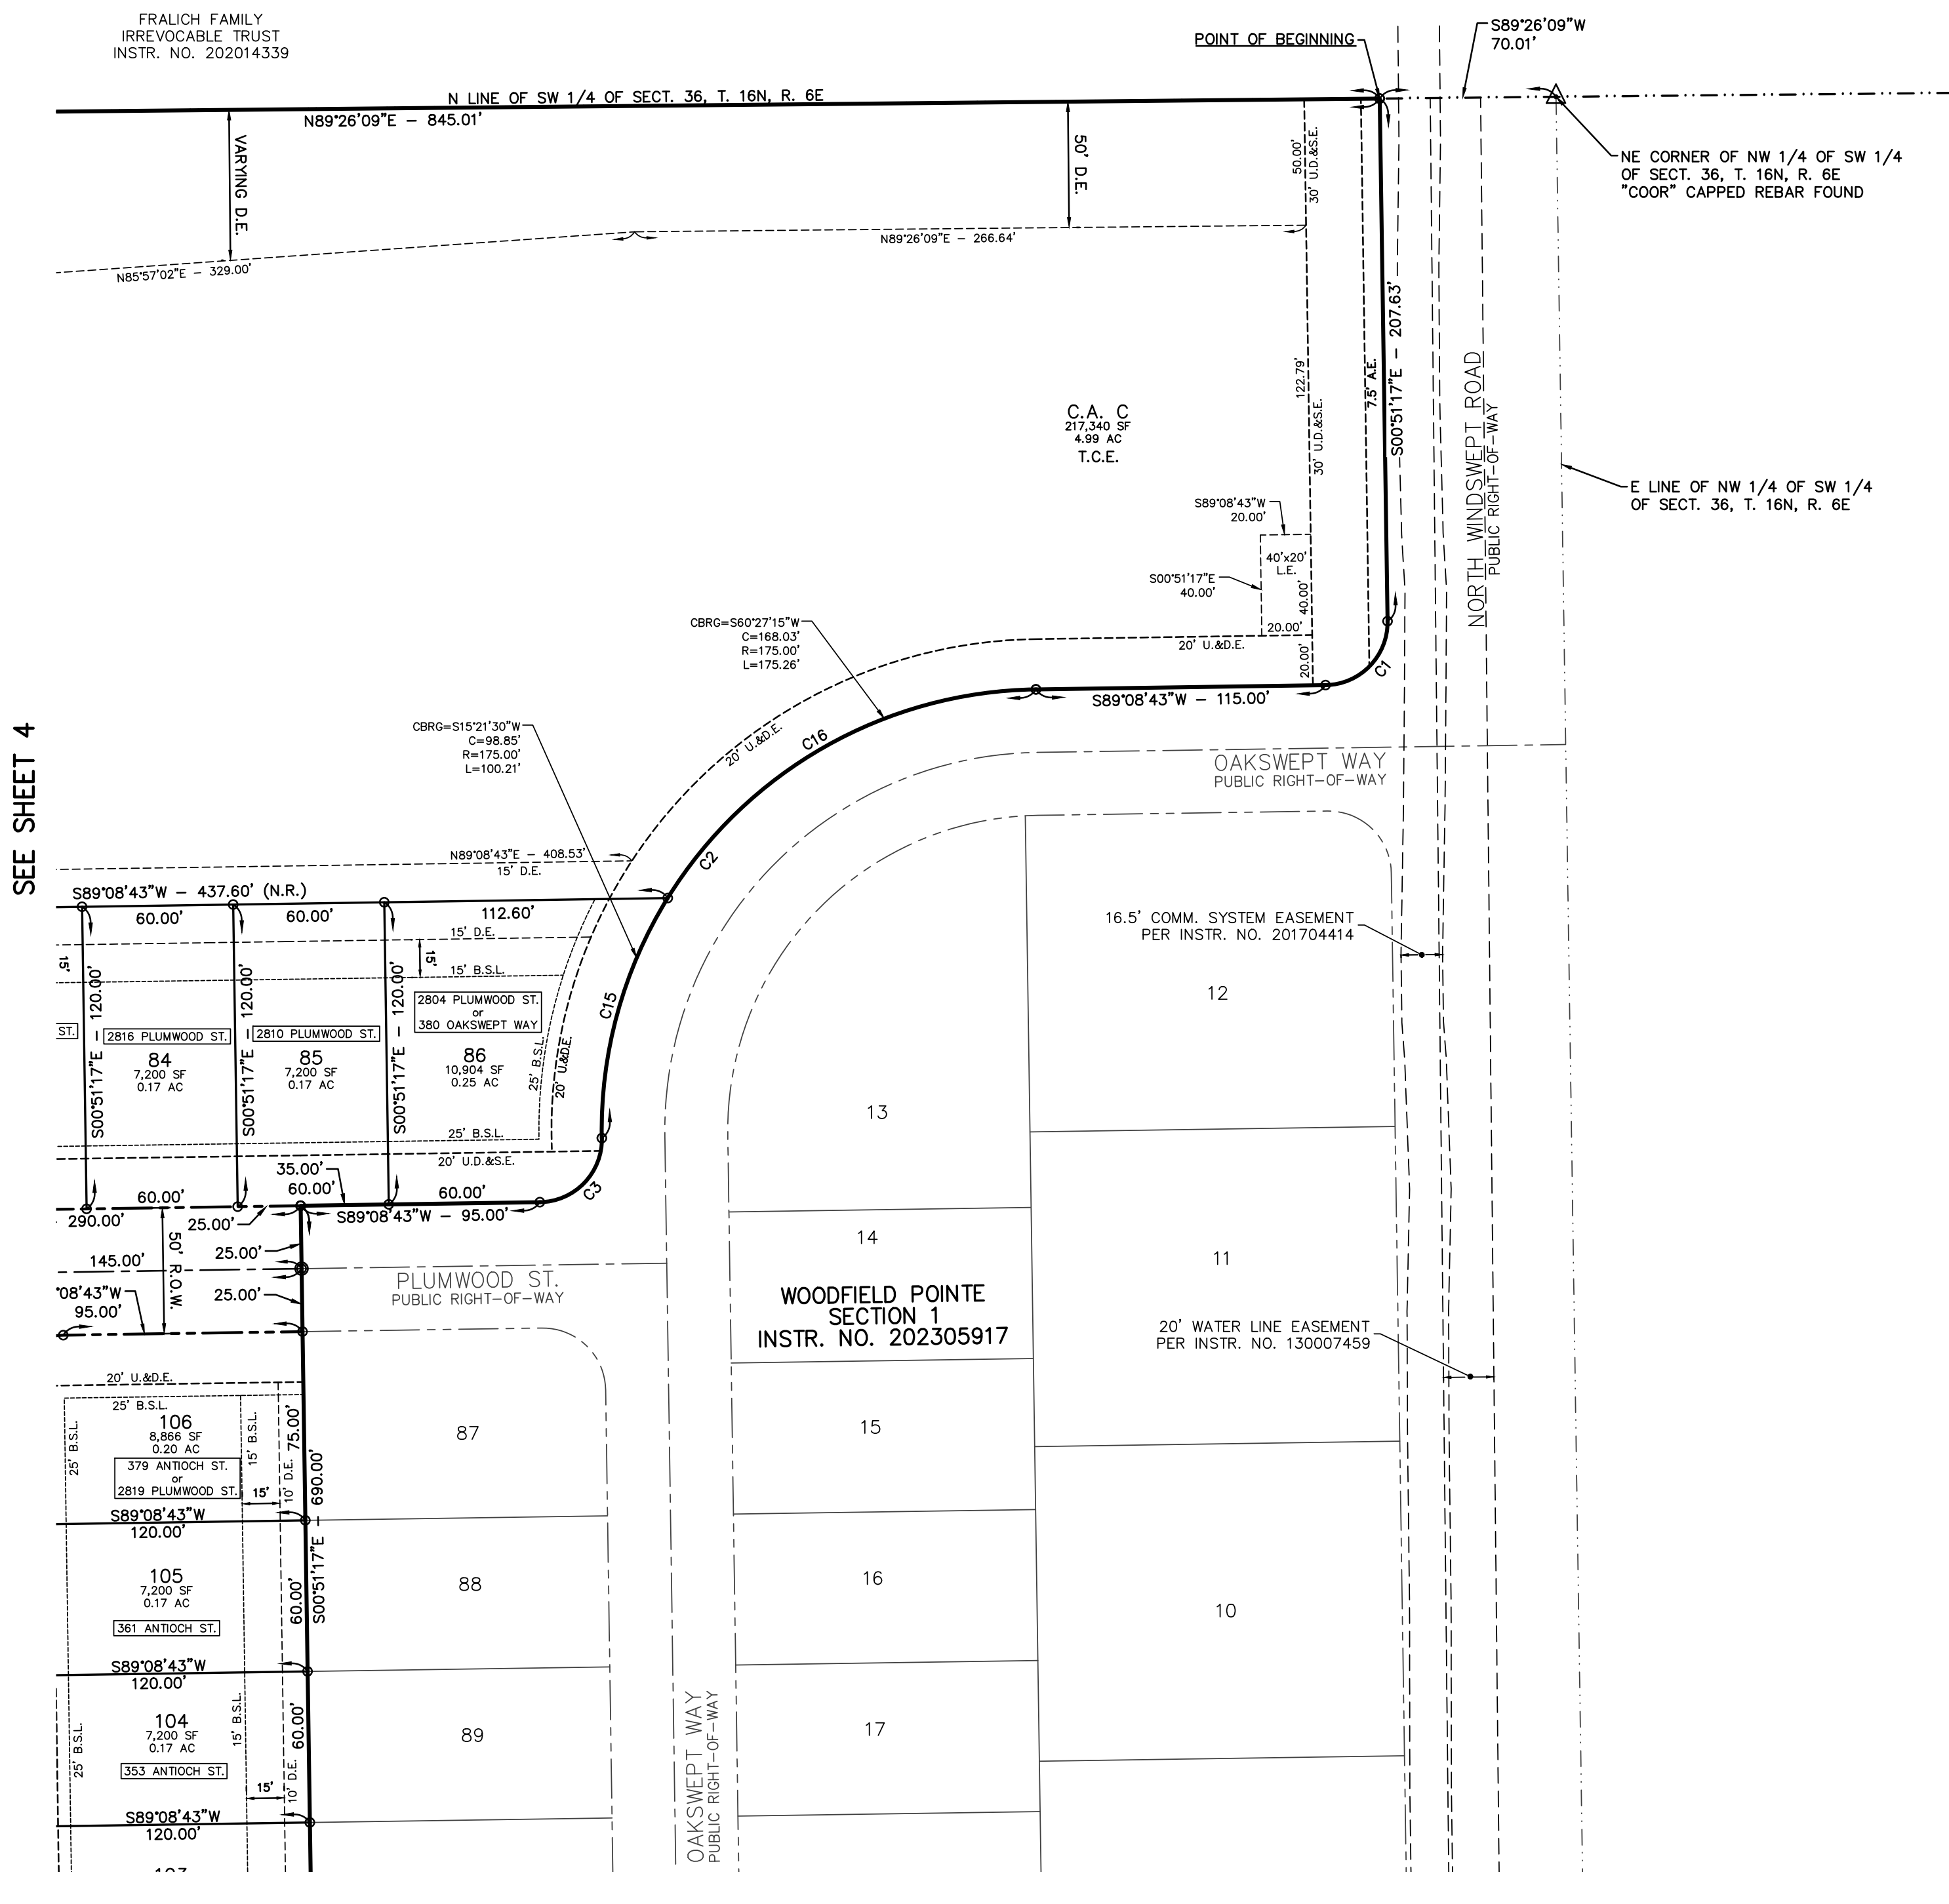 FRALICH FAMILY
IRREVOCABLE TRUST
INSTR. NO. 202014339
POINT OF BEGINNING
S89°26'09"W
70.01'
N LINE OF SW 1/4 OF SECT. 36, T. 16N, R. 6E
N89°26'09"E – 845.01'
VARYING D.E.
50' D.E.
50.00'
30' U.D.&S.E.
NE CORNER OF NW 1/4 OF SW 1/4
OF SECT. 36, T. 16N, R. 6E
"COOR" CAPPED REBAR FOUND
N89°26'09"E – 266.64'
N85°57'02"E – 329.00'
S00°51'17"E – 207.63'
7.5' A.E.
122.79'
30' U.D.&S.E.
NORTH WINDSWEPT ROAD
PUBLIC RIGHT-OF-WAY
C.A. C
217,340 SF
4.99 AC
T.C.E.
E LINE OF NW 1/4 OF SW 1/4
OF SECT. 36, T. 16N, R. 6E
S89°08'43"W
20.00'
40'x20'
L.E.
S00°51'17"E
40.00'
40.00'
20.00'
20' U.&D.E.
20.00'
C1
CBRG=S60°27'15"W
C=168.03'
R=175.00'
L=175.26'
S89°08'43"W – 115.00'
SEE SHEET 4
CBRG=S15°21'30"W
C=98.85'
R=175.00'
L=100.21'
20' U.&D.E.
C16
OAKSWEPT WAY
PUBLIC RIGHT-OF-WAY
C2
N89°08'43"E – 408.53'
15' D.E.
S89°08'43"W – 437.60' (N.R.)
60.00'
60.00'
112.60'
15' D.E.
15'
15'
15' B.S.L.
16.5' COMM. SYSTEM EASEMENT
PER INSTR. NO. 201704414
S00°51'17"E – 120.00'
S00°51'17"E – 120.00'
S00°51'17"E – 120.00'
2804 PLUMWOOD ST.
or
380 OAKSWEPT WAY
C15
12
ST.
2816 PLUMWOOD ST.
2810 PLUMWOOD ST.
84
7,200 SF
0.17 AC
85
7,200 SF
0.17 AC
86
10,904 SF
0.25 AC
25' B.S.L.
20' U.&D.E.
13
25' B.S.L.
20' U.D.&S.E.
35.00'
60.00'
60.00'
60.00'
C3
S89°08'43"W – 95.00'
290.00'
25.00'
50' R.O.W.
25.00'
145.00'
25.00'
°08'43"W
95.00'
PLUMWOOD ST.
PUBLIC RIGHT-OF-WAY
14
11
WOODFIELD POINTE
SECTION 1
INSTR. NO. 202305917
20' WATER LINE EASEMENT
PER INSTR. NO. 130007459
20' U.&D.E.
25' B.S.L.
106
8,866 SF
0.20 AC
379 ANTIOCH ST.
or
2819 PLUMWOOD ST.
25' B.S.L.
15' B.S.L.
15'
10' D.E.
75.00'
87
15
S00°51'17"E – 690.00'
S89°08'43"W
120.00'
105
7,200 SF
0.17 AC
361 ANTIOCH ST.
60.00'
88
16
10
S89°08'43"W
120.00'
104
7,200 SF
0.17 AC
353 ANTIOCH ST.
25' B.S.L.
15' B.S.L.
15'
10' D.E.
60.00'
89
17
OAKSWEPT WAY
PUBLIC RIGHT-OF-WAY
S89°08'43"W
120.00'